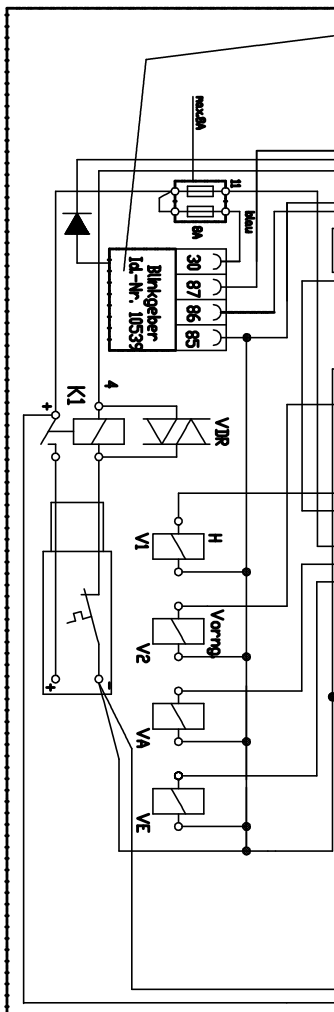 max.8A
11
blau
8A
Blinkgeber
Id.-Nr. 10539
30
87
86
85
4
K1
+
VDR
H
V1
Vorng.
V2
VA
VE
+
-